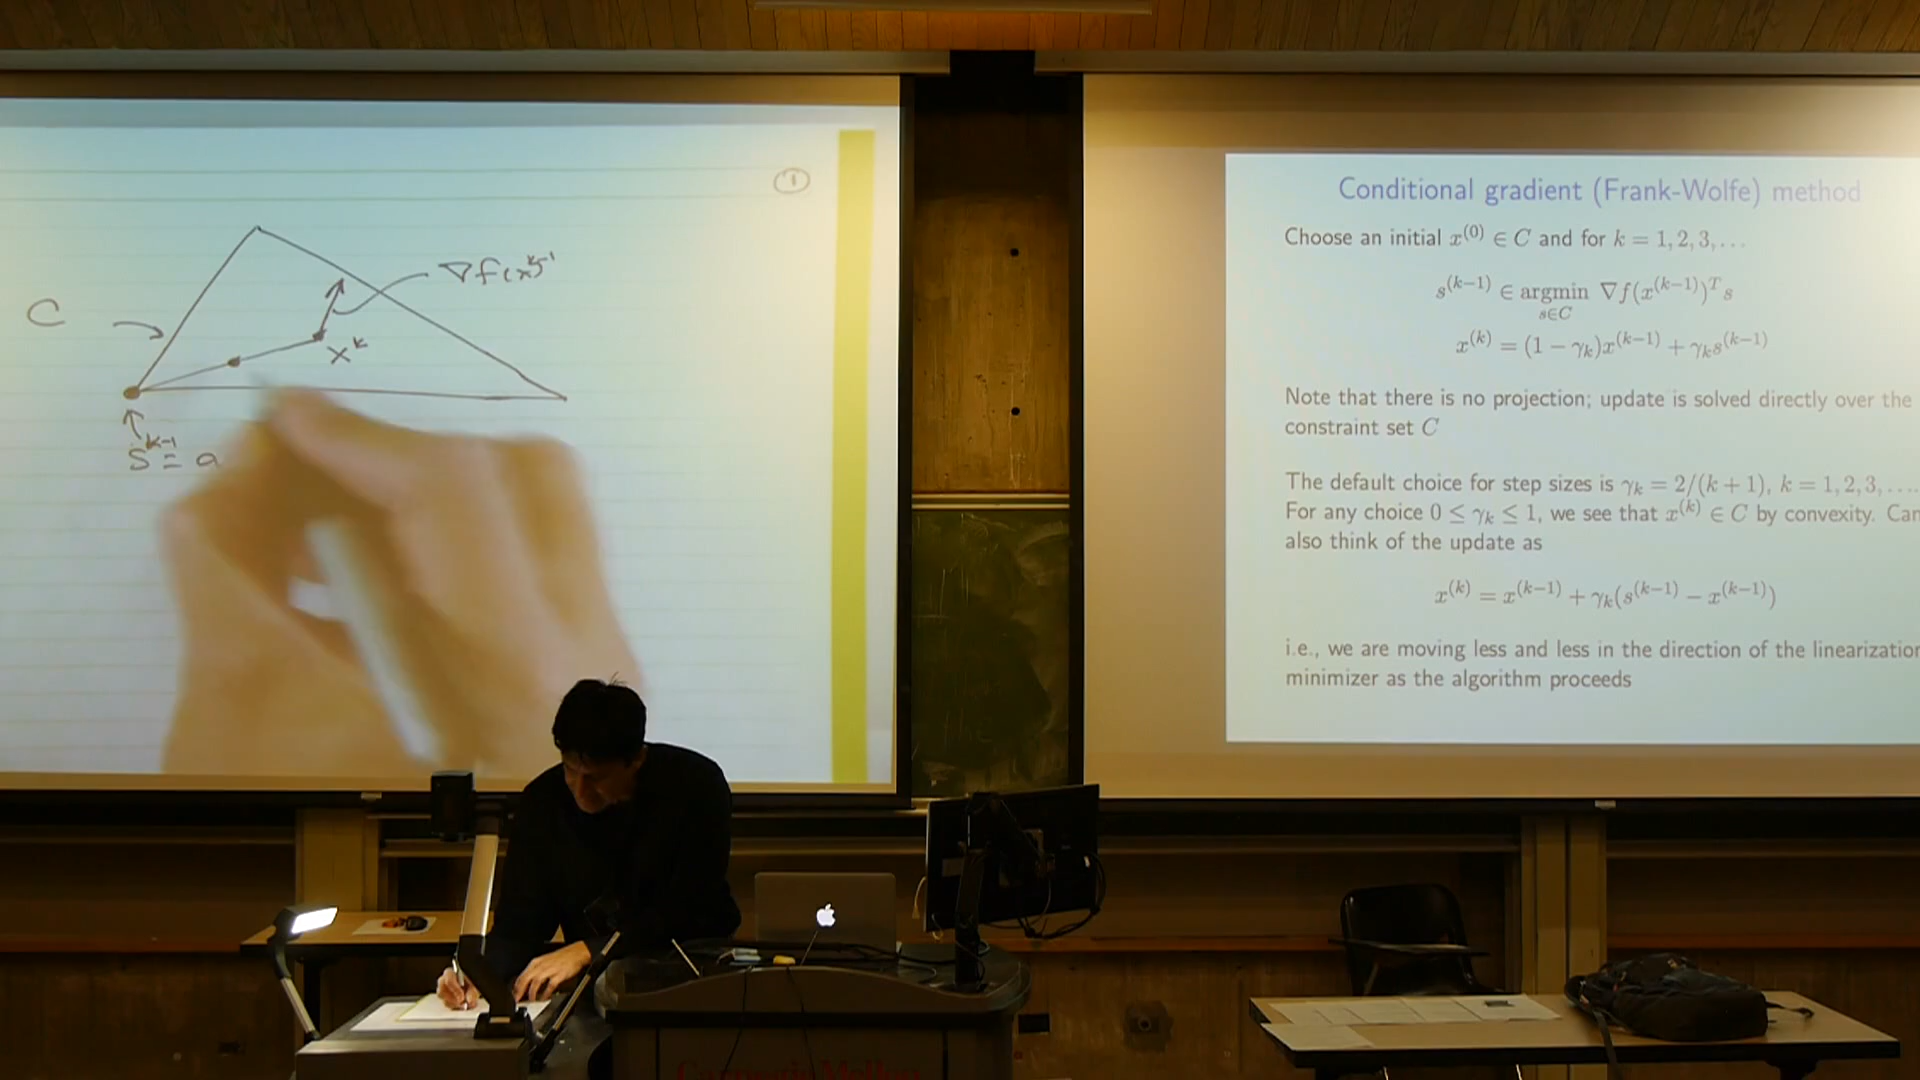 ①
∇f(x^{k-1})
C
x^k
s^{k-1} = a
Conditional gradient (Frank-Wolfe) method
Choose an initial x^{(0)} ∈ C and for k = 1, 2, 3, . . .
s^{(k−1)} ∈ argmin ∇f(x^{(k−1)})^T s
s∈C
x^{(k)} = (1 − γ_k)x^{(k−1)} + γ_k s^{(k−1)}
Note that there is no projection; update is solved directly over the
constraint set C
The default choice for step sizes is γ_k = 2/(k + 1), k = 1, 2, 3, . . . .
For any choice 0 ≤ γ_k ≤ 1, we see that x^{(k)} ∈ C by convexity. Can
also think of the update as
x^{(k)} = x^{(k−1)} + γ_k(s^{(k−1)} − x^{(k−1)})
i.e., we are moving less and less in the direction of the linearization
minimizer as the algorithm proceeds
Carnegie Mellon